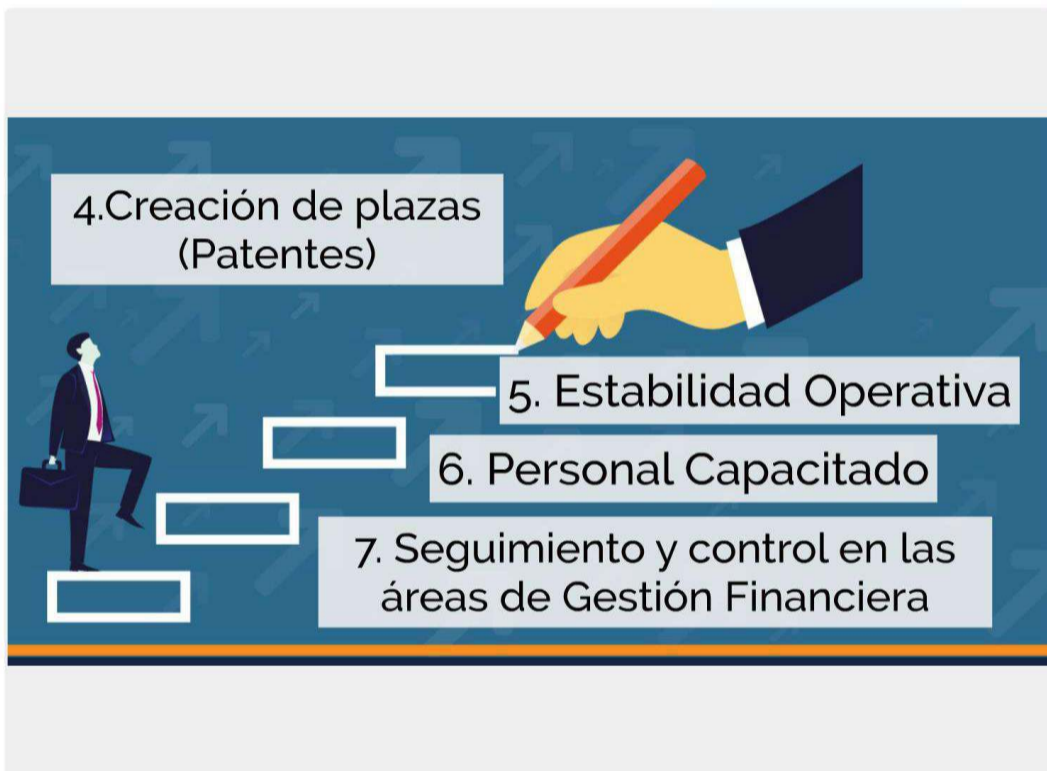 4.Creación de plazas
(Patentes)
5. Estabilidad Operativa
6. Personal Capacitado
7. Seguimiento y control en las
áreas de Gestión Financiera